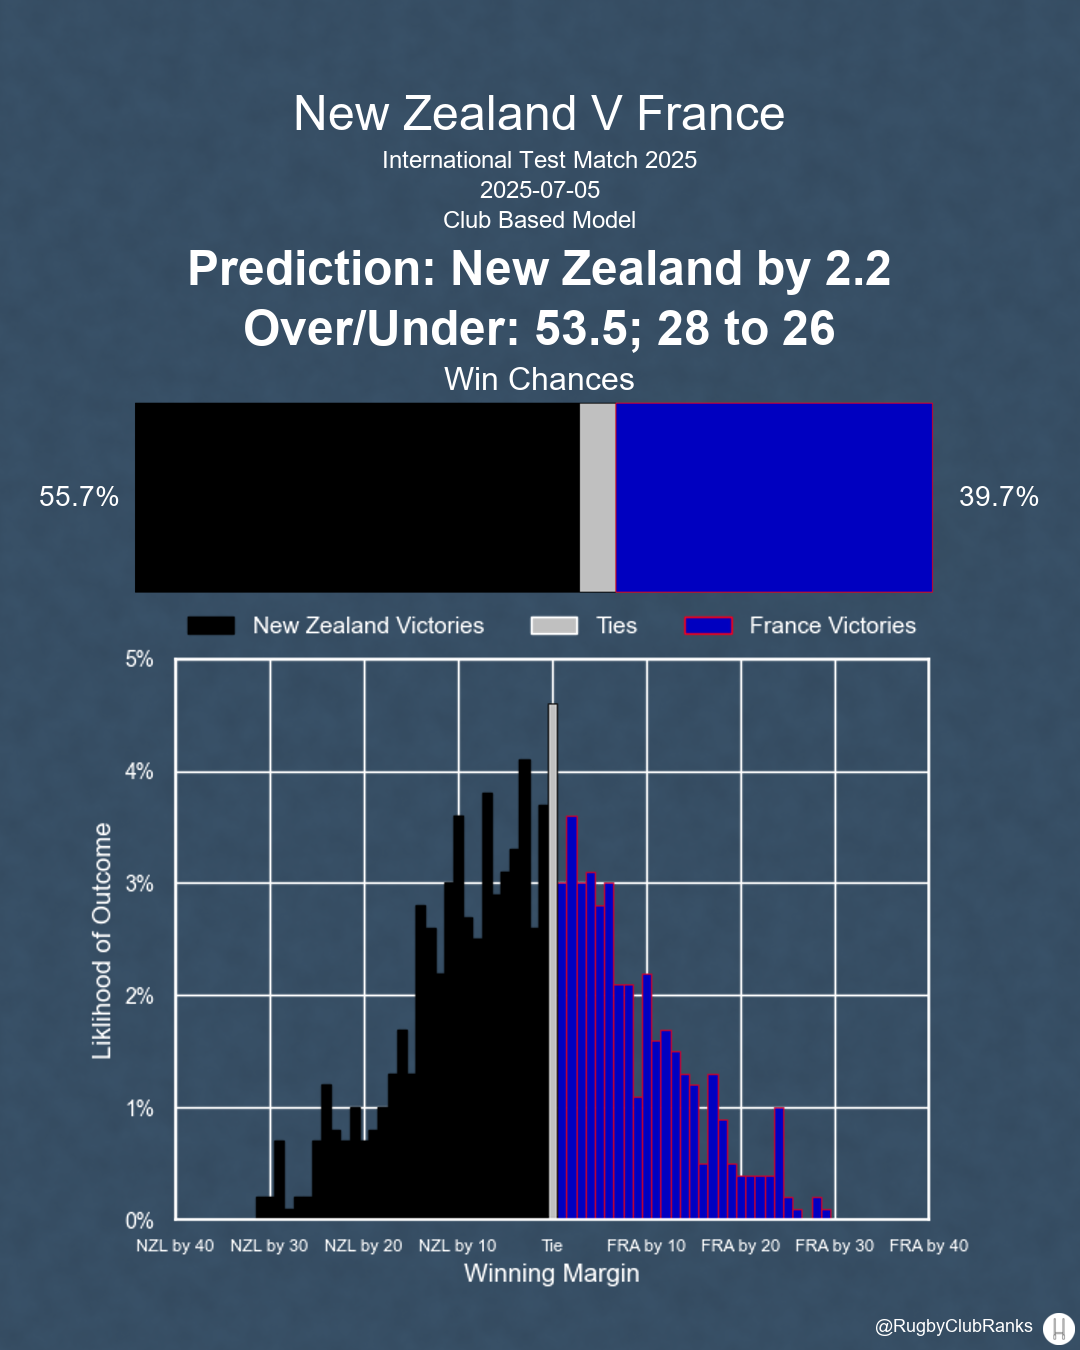 New Zealand V France
International Test Match 2025
2025-07-05
Club Based Model
Prediction: New Zealand by 2.2
Over/Under: 53.5; 28 to 26
Win Chances
55.7%
39.7%
New Zealand Victories
Ties
France Victories
5%
4%
3%
2%
1%
0%
Liklihood of Outcome
NZL by 40 NZL by 30 NZL by 20 NZL by 10 Tie FRA by 10 FRA by 20 FRA by 30 FRA by 40
Winning Margin
@RugbyClubRanks